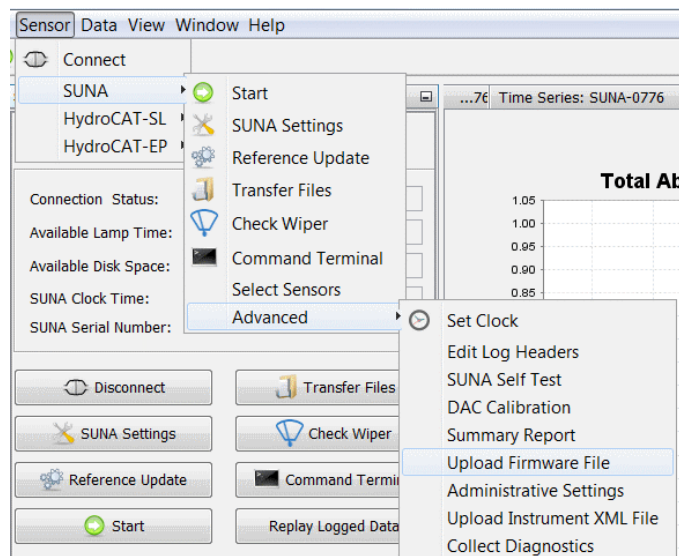 Sensor Data View Window Help
Connect
SUNA
HydroCAT-SL
HydroCAT-EP
Start
SUNA Settings
Reference Update
Transfer Files
Check Wiper
Command Terminal
Select Sensors
Advanced
Set Clock
Edit Log Headers
SUNA Self Test
DAC Calibration
Summary Report
Upload Firmware File
Administrative Settings
Upload Instrument XML File
Collect Diagnostics
...76 Time Series: SUNA-0776
Total Ab
1.05
1.00
0.95
0.90
0.85
Connection Status:
Available Lamp Time:
Available Disk Space:
SUNA Clock Time:
SUNA Serial Number:
Disconnect
Transfer Files
SUNA Settings
Check Wiper
Reference Update
Command Termi
Start
Replay Logged Data